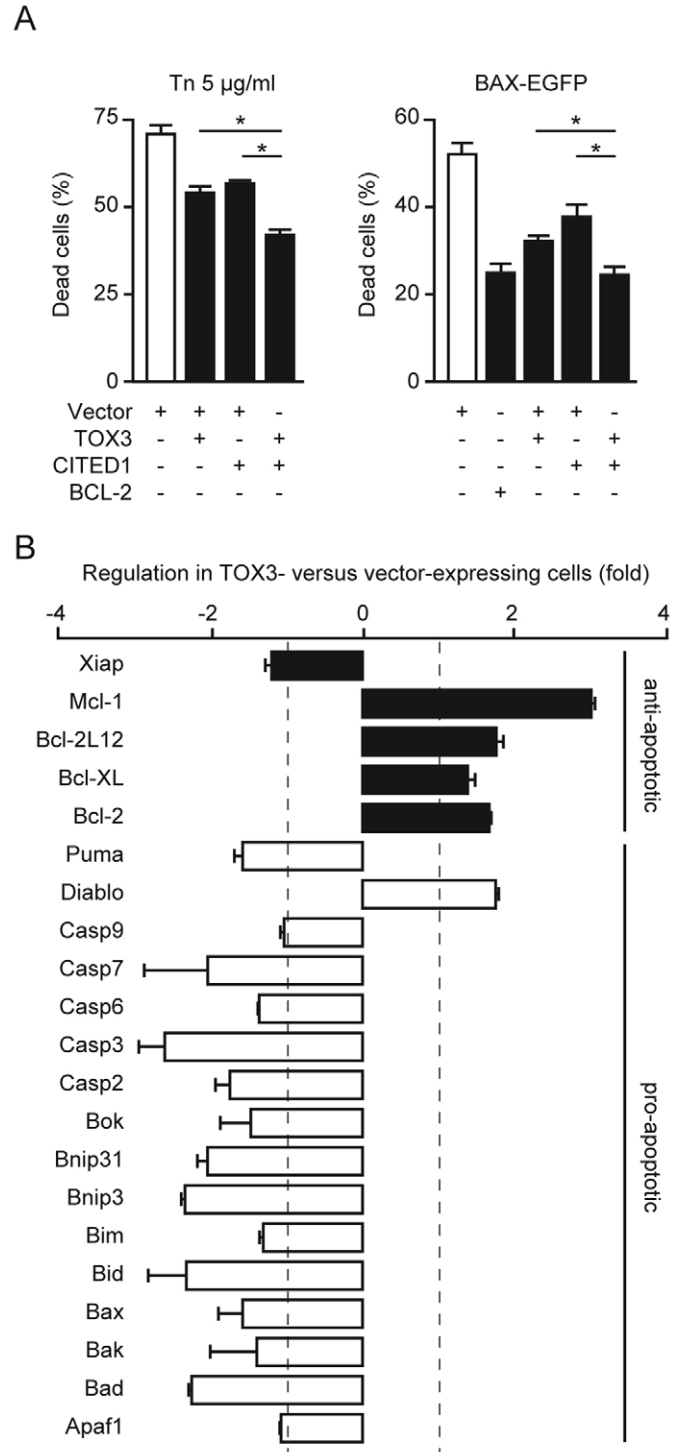 A
Tn 5 µg/ml
BAX-EGFP
75
50
25
0
Dead cells (%)
60
40
20
0
Dead cells (%)
*
*
*
*
Vector + + + - + - + + -
TOX3 - + - + - - + - +
CITED1 - - + + - - - + +
BCL-2 - - - - - + - - -
B
Regulation in TOX3- versus vector-expressing cells (fold)
-4 -2 0 2 4
Xiap
Mcl-1
Bcl-2L12
Bcl-XL
Bcl-2
Puma
Diablo
Casp9
Casp7
Casp6
Casp3
Casp2
Bok
Bnip31
Bnip3
Bim
Bid
Bax
Bak
Bad
Apaf1
anti-apoptotic
pro-apoptotic